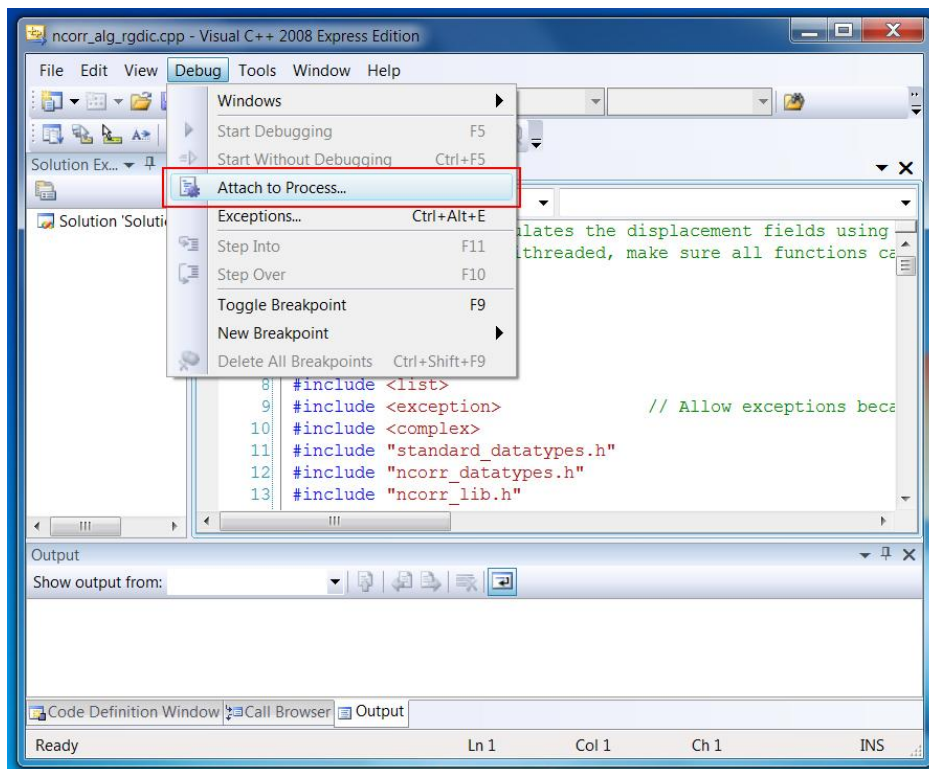 ncorr_alg_rgdic.cpp - Visual C++ 2008 Express Edition
File Edit View Debug Tools Window Help
Windows
Start Debugging F5
Start Without Debugging Ctrl+F5
Solution Ex...
Attach to Process...
Solution 'Soluti
Exceptions... Ctrl+Alt+E
lates the displacement fields using
Step Into F11
threaded, make sure all functions ca
Step Over F10
Toggle Breakpoint F9
New Breakpoint
Delete All Breakpoints Ctrl+Shift+F9
8 #include <list>
9 #include <exception> // Allow exceptions beca
10 #include <complex>
11 #include "standard_datatypes.h"
12 #include "ncorr_datatypes.h"
13 #include "ncorr_lib.h"
Output
Show output from:
Code Definition Window Call Browser Output
Ready Ln 1 Col 1 Ch 1 INS